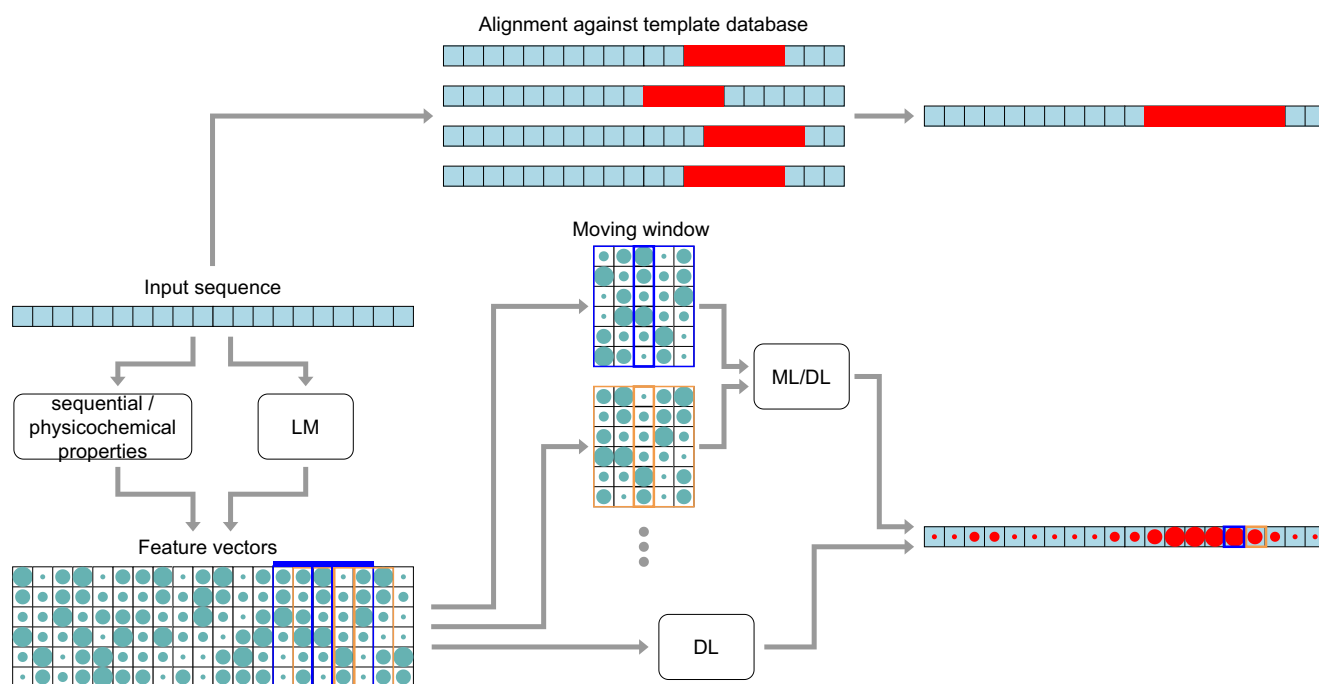 Alignment against template database
Moving window
Input sequence
ML/DL
sequential /
physicochemical
properties
LM
Feature vectors
DL